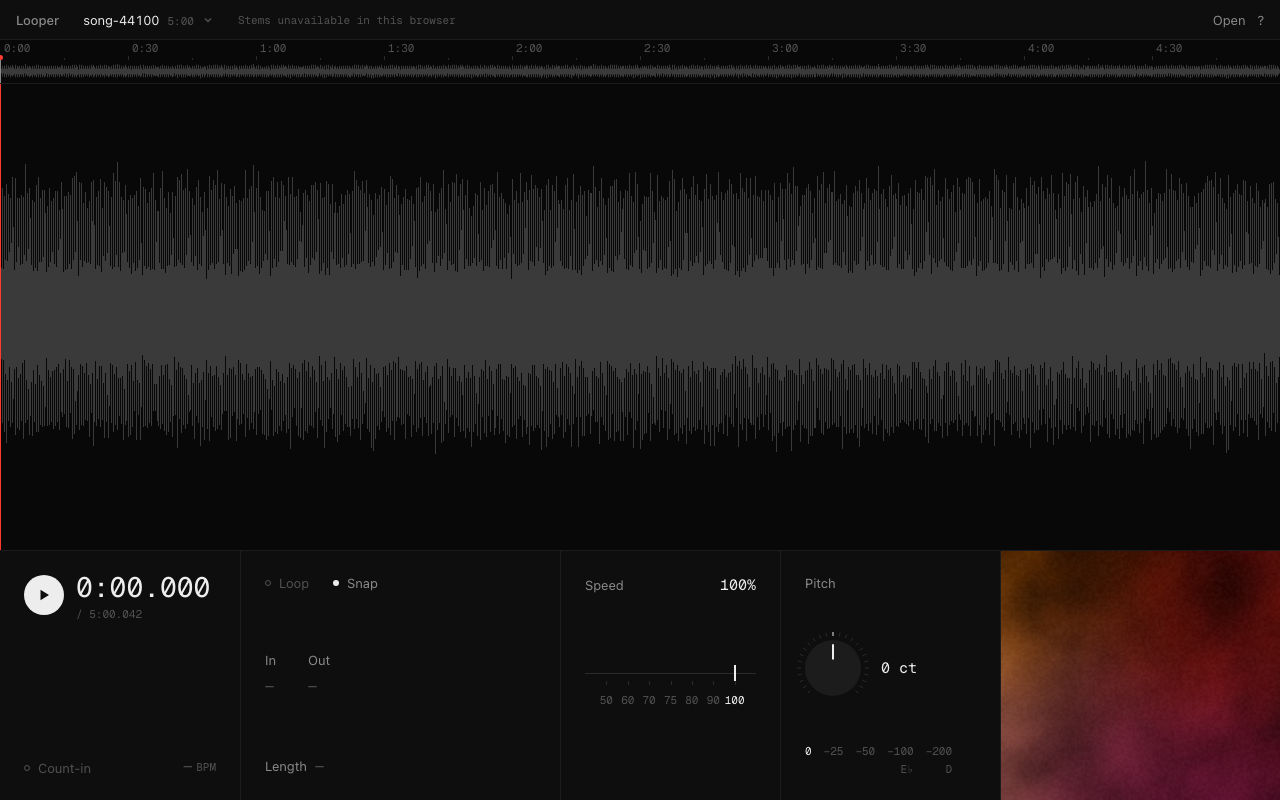 Looper song-44100 5:00 Stems unavailable in this browser Open ?
0:00 0:30 1:00 1:30 2:00 2:30 3:00 3:30 4:00 4:30
0:00.000
/ 5:00.042
Count-in — BPM
Loop Snap
In Out
— —
Length —
Speed 100%
50 60 70 75 80 90 100
Pitch
0 ct
0 −25 −50 −100 −200
E♭ D